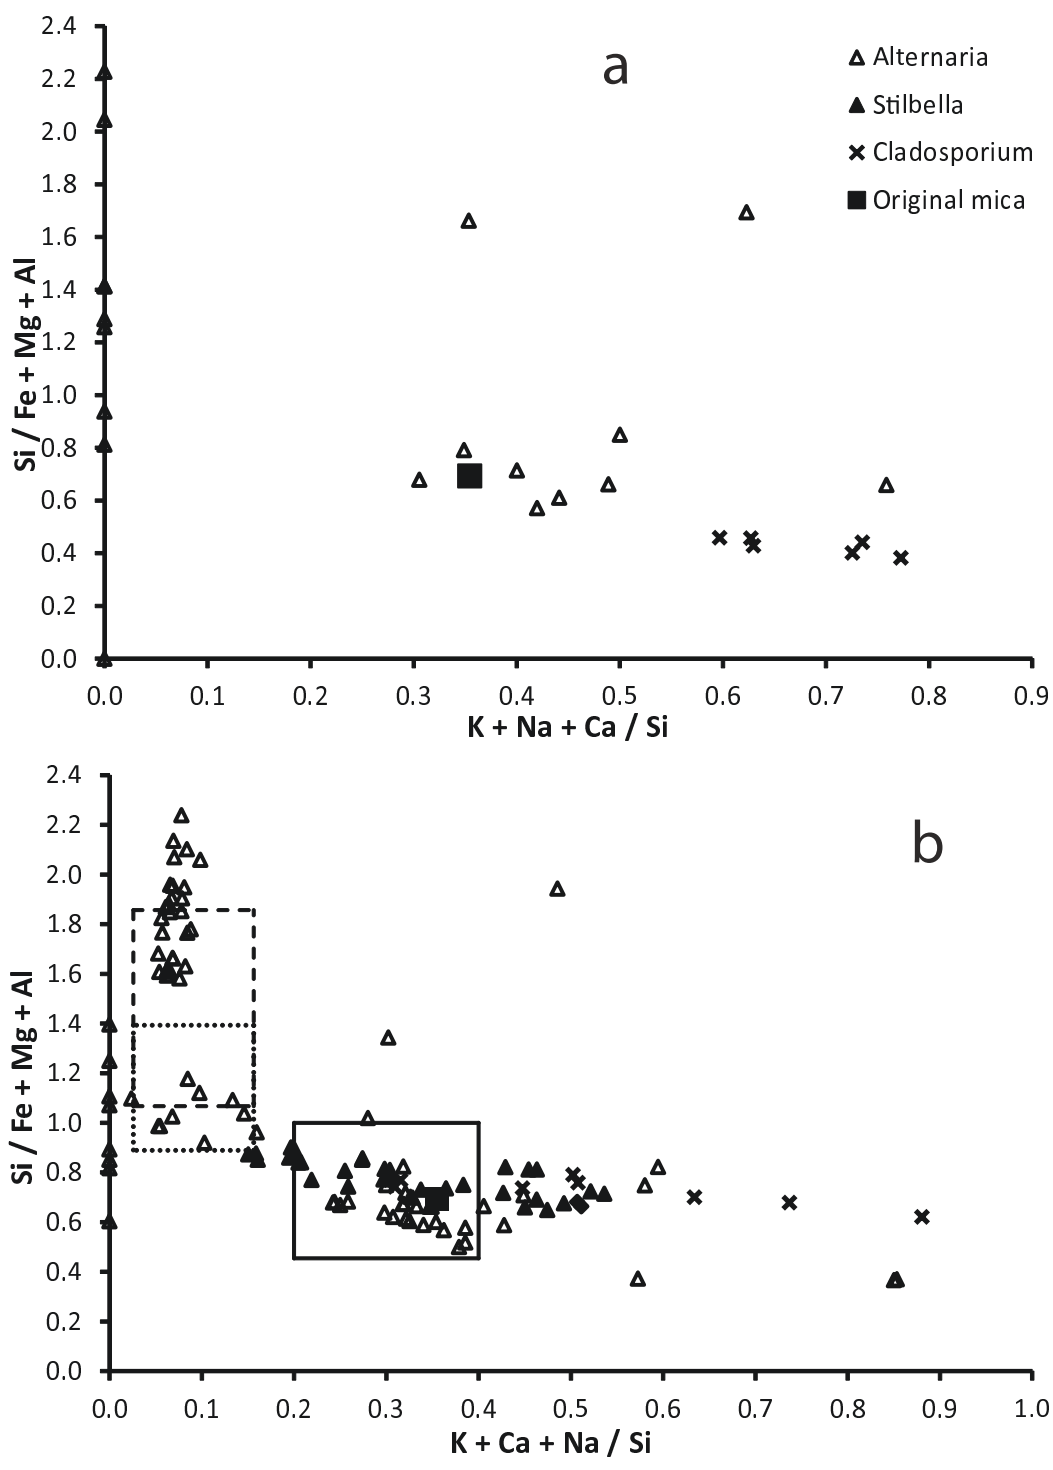 2.4
a
Alternaria
2.2
Stilbella
2.0
Cladosporium
1.8
Original mica
1.6
1.4
1.2
1.0
0.8
0.6
0.4
0.2
0.0
Si / Fe + Mg + Al
0.0 0.1 0.2 0.3 0.4 0.5 0.6 0.7 0.8 0.9
K + Na + Ca / Si
2.4
2.2
b
2.0
1.8
1.6
1.4
1.2
1.0
0.8
0.6
0.4
0.2
0.0
Si / Fe + Mg + Al
0.0 0.1 0.2 0.3 0.4 0.5 0.6 0.7 0.8 0.9 1.0
K + Ca + Na / Si